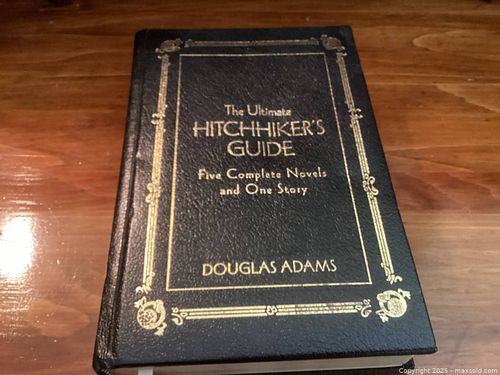 The Ultimate
HITCHHIKER'S
GUIDE
Five Complete Novels
and One Story
DOUGLAS ADAMS
Copyright 2025 - maxsold.com